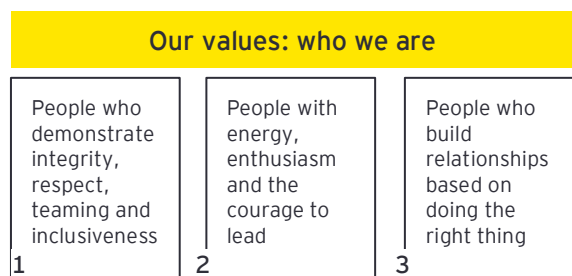 Our values: who we are
People who
demonstrate
integrity,
respect,
teaming and
inclusiveness
1
People with
energy,
enthusiasm
and the
courage to
lead
2
People who
build
relationships
based on
doing the
right thing
3